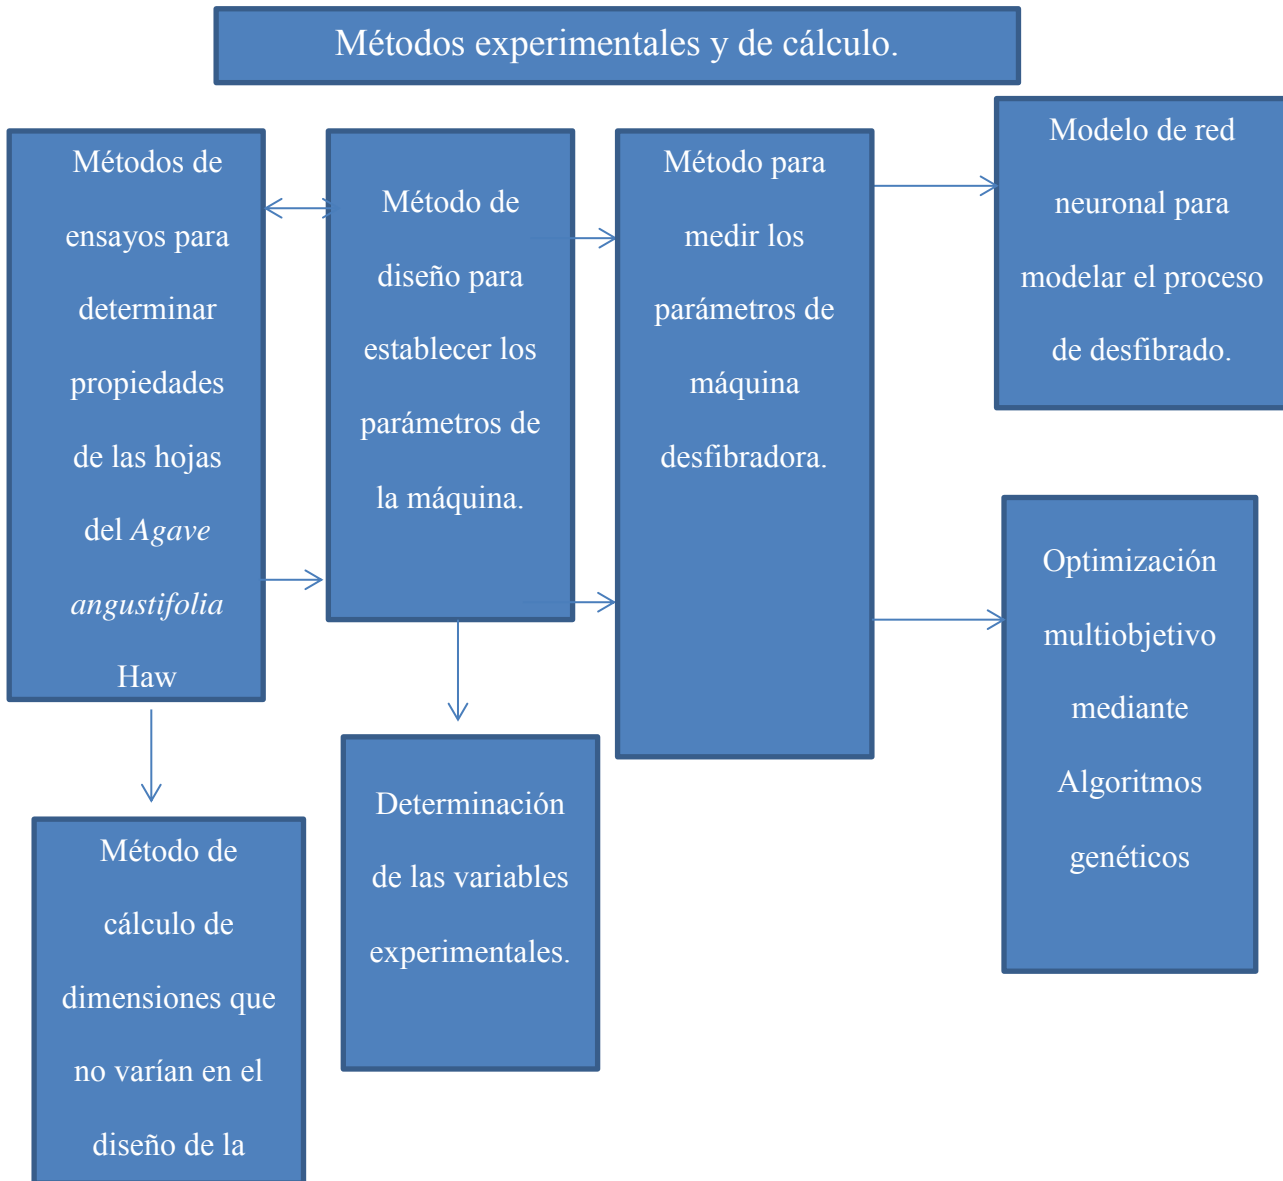 Métodos experimentales y de cálculo.
Métodos de
ensayos para
determinar
propiedades
de las hojas
del Agave
angustifolia
Haw
Método de
diseño para
establecer los
parámetros de
la máquina.
Método para
medir los
parámetros de
máquina
desfibradora.
Modelo de red
neuronal para
modelar el proceso
de desfibrado.
Optimización
multiobjetivo
mediante
Algoritmos
genéticos
Determinación
de las variables
experimentales.
Método de
cálculo de
dimensiones que
no varían en el
diseño de la